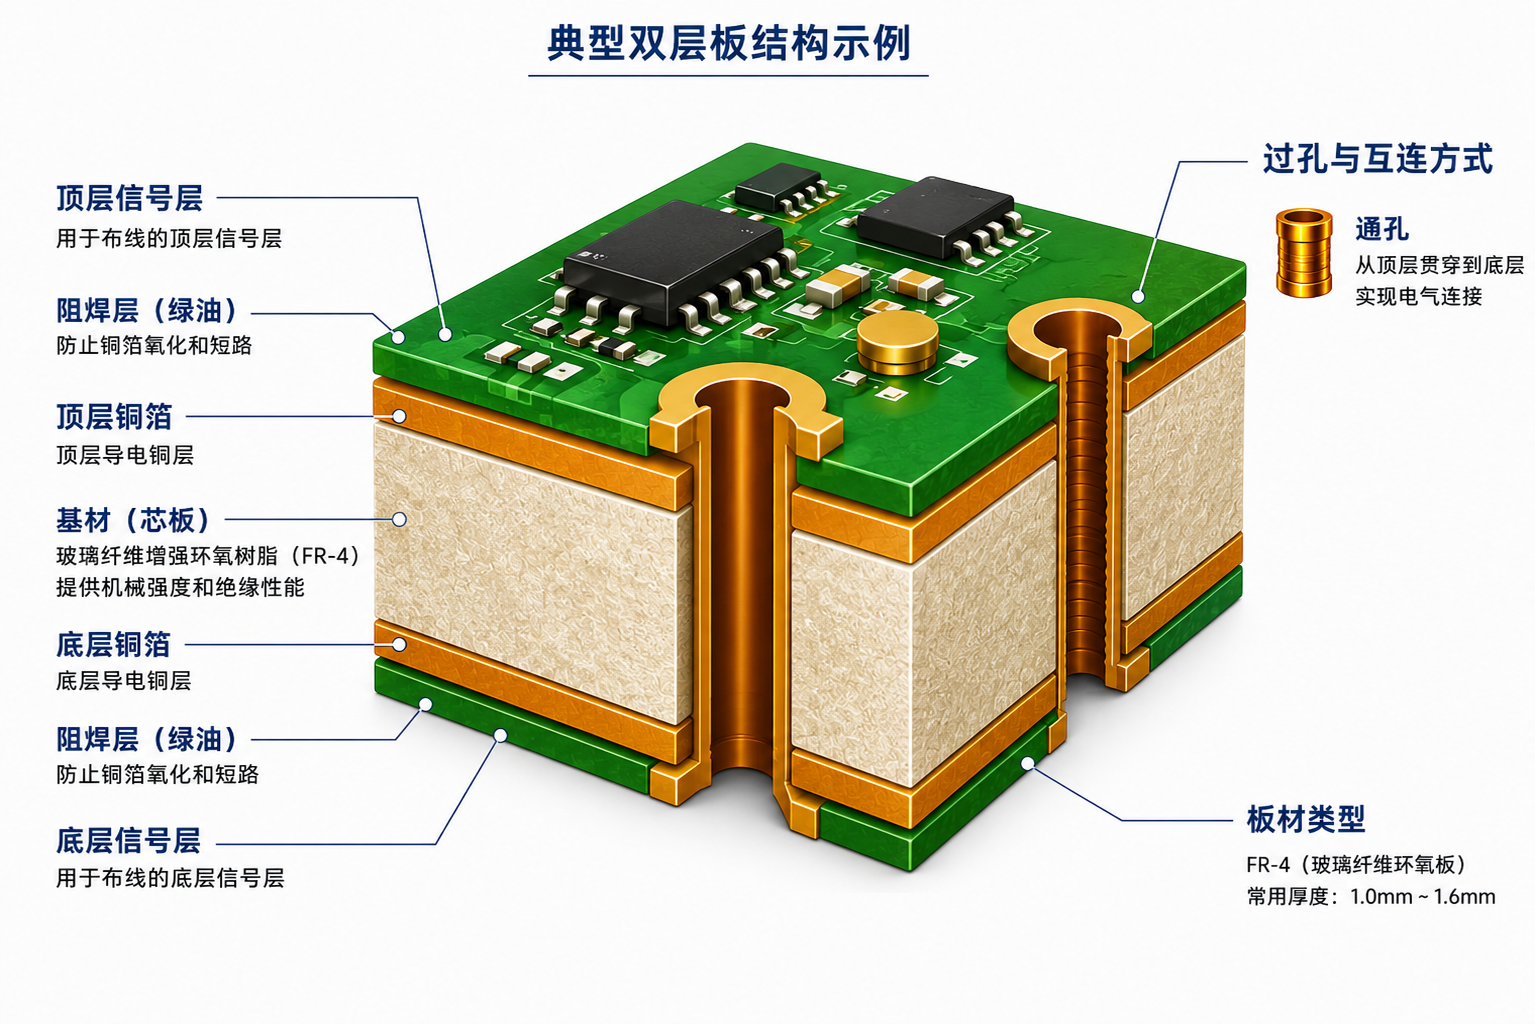 典型双层板结构示例
顶层信号层
用于布线的顶层信号层
阻焊层（绿油）
防止铜箔氧化和短路
顶层铜箔
顶层导电铜层
基材（芯板）
玻璃纤维增强环氧树脂（FR-4）
提供机械强度和绝缘性能
底层铜箔
底层导电铜层
阻焊层（绿油）
防止铜箔氧化和短路
底层信号层
用于布线的底层信号层
过孔与互连方式
通孔
从顶层贯穿到底层
实现电气连接
板材类型
FR-4（玻璃纤维环氧板）
常用厚度：1.0mm ~ 1.6mm